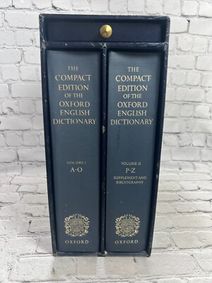 THE
COMPACT
EDITION
OF THE
OXFORD
ENGLISH
DICTIONARY
VOLUME I
A-O
OXFORD
THE
COMPACT
EDITION
OF THE
OXFORD
ENGLISH
DICTIONARY
VOLUME II
P-Z
SUPPLEMENT AND
BIBLIOGRAPHY
OXFORD